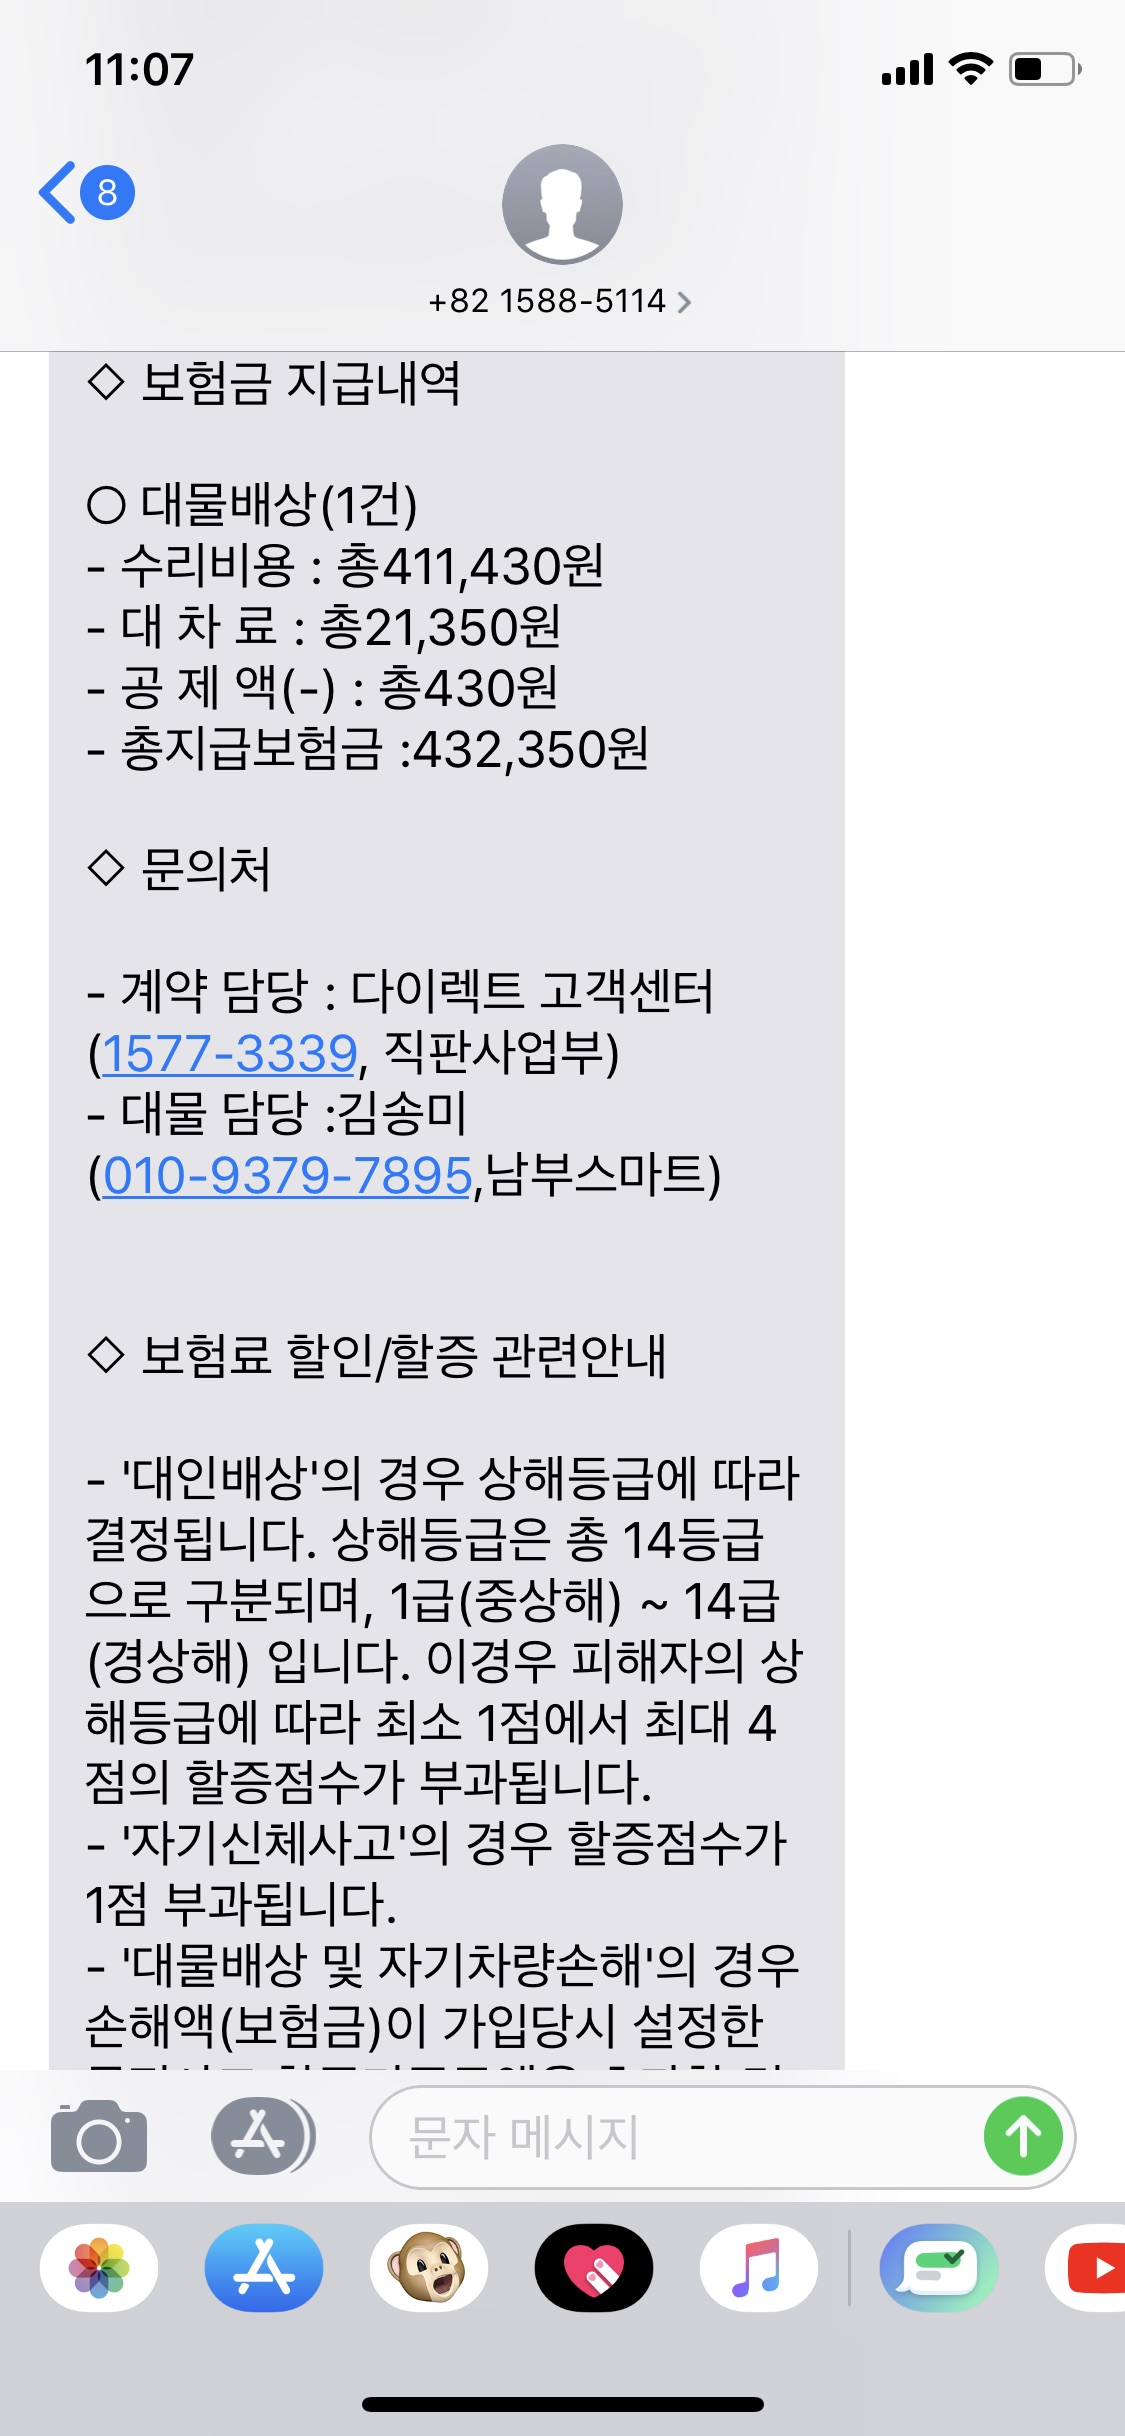 11:07
8
+82 1588-5114
◇ 보험금 지급내역
○ 대물배상(1건)
- 수리비용 : 총411,430원
- 대 차 료 : 총21,350원
- 공 제 액(-) : 총430원
- 총지급보험금 :432,350원
◇ 문의처
- 계약 담당 : 다이렉트 고객센터
(1577-3339, 직판사업부)
- 대물 담당 :김송미
(010-9379-7895,남부스마트)
◇ 보험료 할인/할증 관련안내
- '대인배상'의 경우 상해등급에 따라
결정됩니다. 상해등급은 총 14등급
으로 구분되며, 1급(중상해) ~ 14급
(경상해) 입니다. 이경우 피해자의 상
해등급에 따라 최소 1점에서 최대 4
점의 할증점수가 부과됩니다.
- '자기신체사고'의 경우 할증점수가
1점 부과됩니다.
- '대물배상 및 자기차량손해'의 경우
손해액(보험금)이 가입당시 설정한
문자 메시지